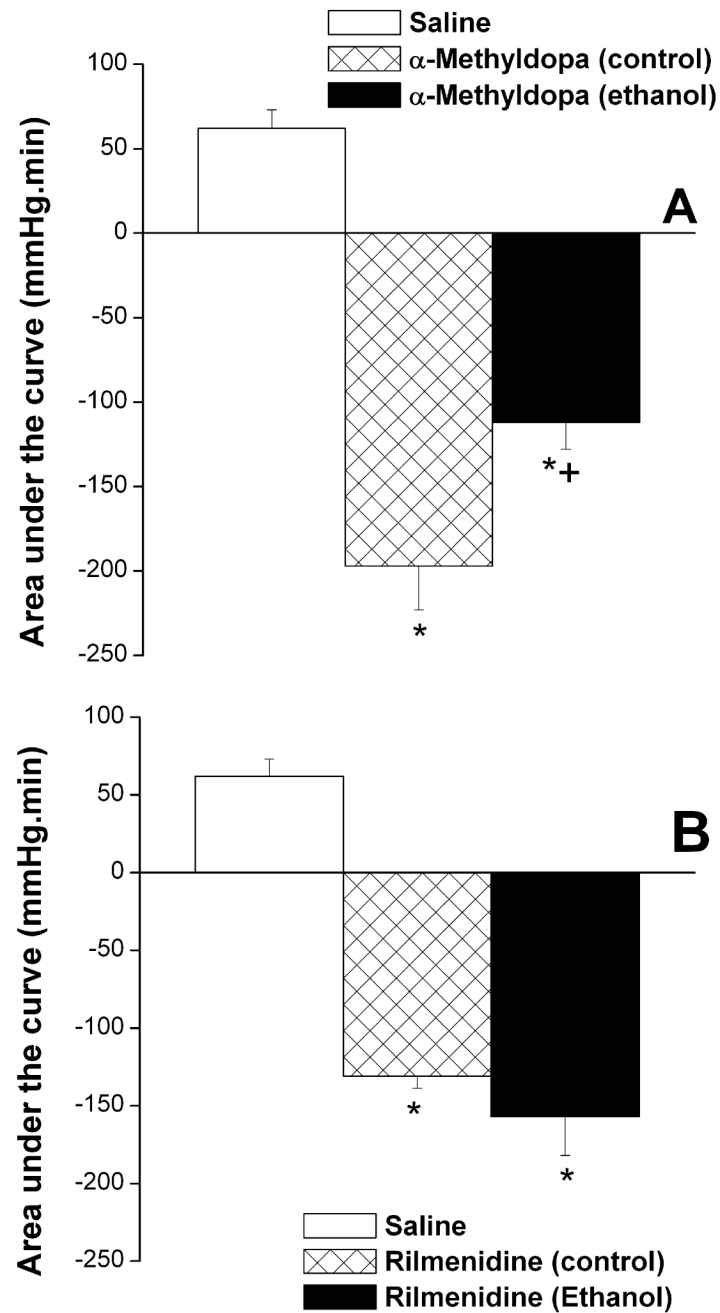 Saline
α-Methyldopa (control)
α-Methyldopa (ethanol)
A
Area under the curve (mmHg.min)
100
50
0
-50
-100
-150
-200
-250
*
*+
B
Area under the curve (mmHg.min)
100
50
0
-50
-100
-150
-200
-250
*
*
Saline
Rilmenidine (control)
Rilmenidine (Ethanol)